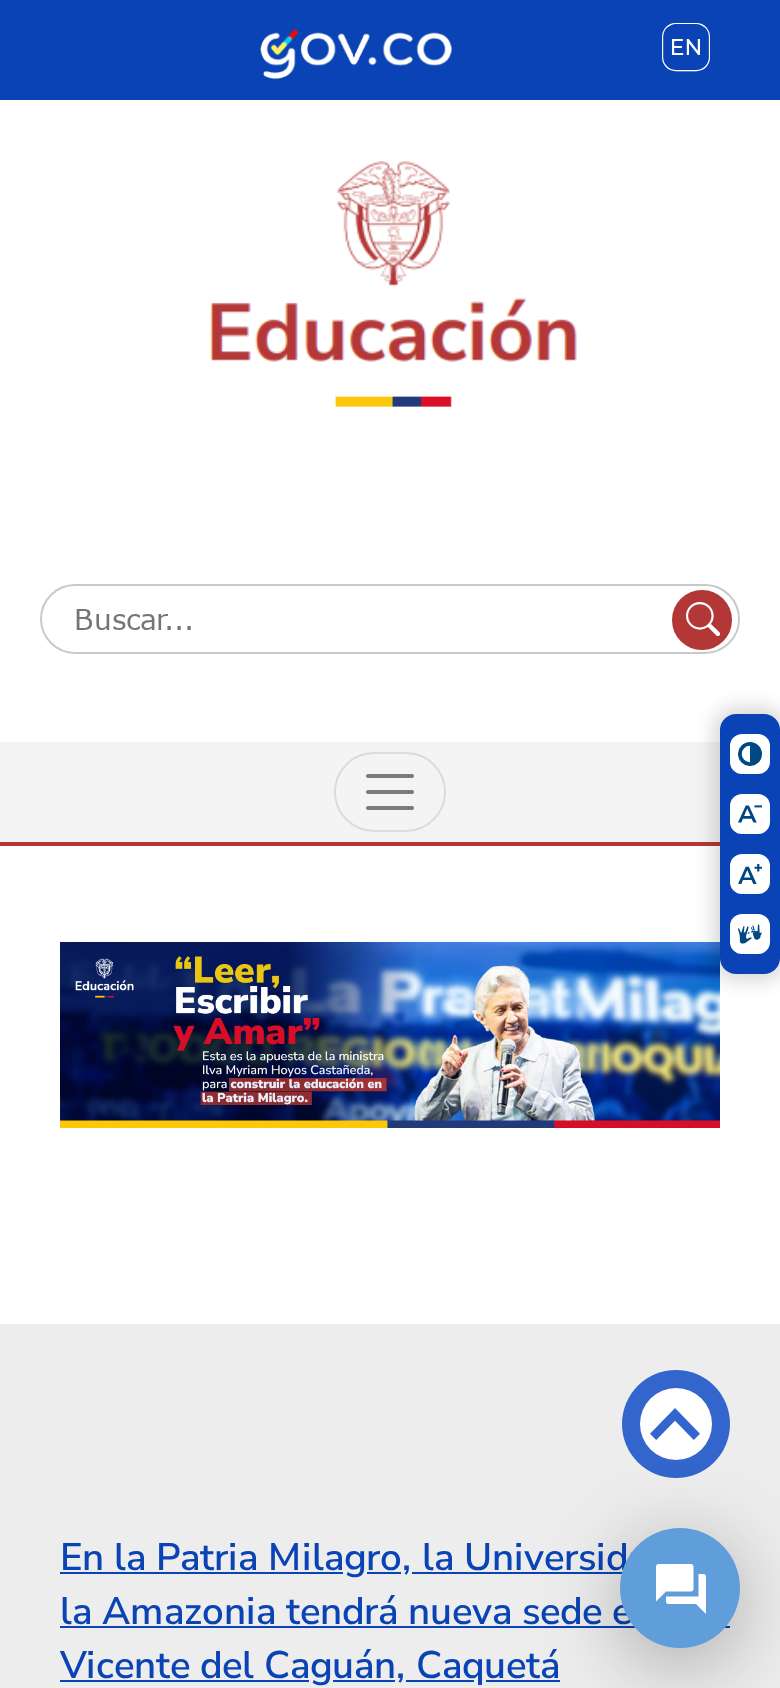 GOV.CO
EN
Educación
Buscar...
A-
A+
Educación
“Leer,
Escribir
y Amar”
Esta es la apuesta de la ministra
Ilva Myriam Hoyos Castañeda,
para construir la educación en
la Patria Milagro.
En la Patria Milagro, la
la Amazonia tendrá nueva sede
Vicente del Caguán, Caquetá